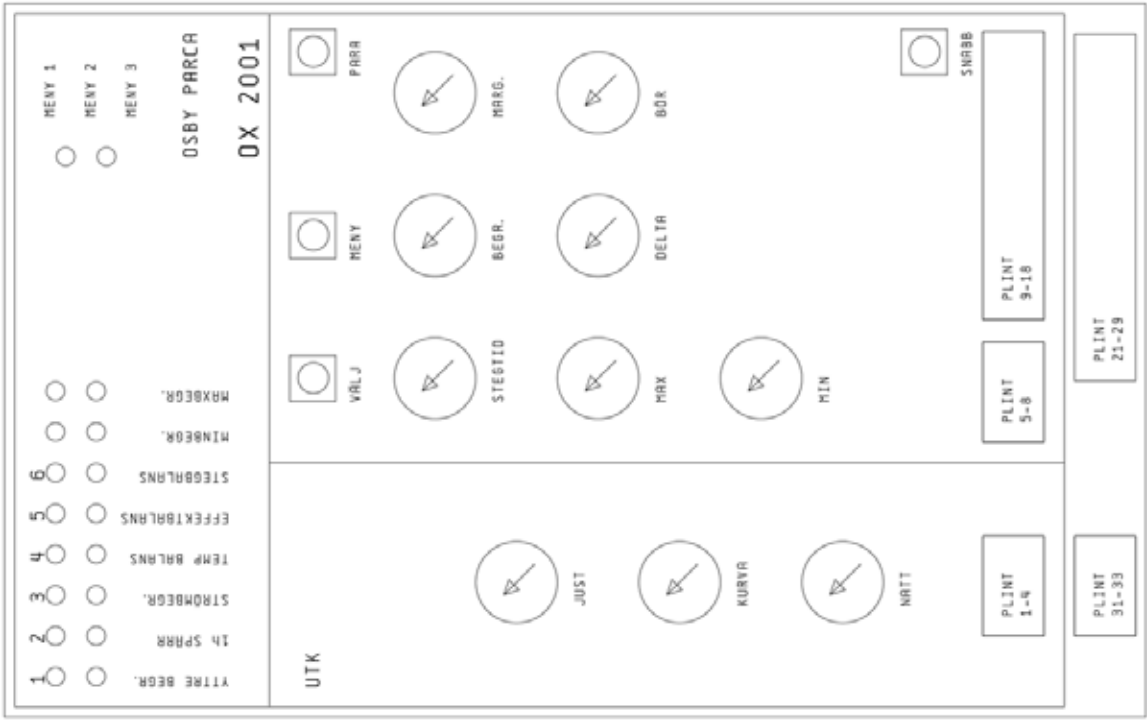 1 2 3 4 5 6
MENY 1
MENY 2
MENY 3
YTTRE BEGR.
1h SPÄRR
STRÖMBEGR.
TEMP BALANS
EFFEKTBALANS
STEGBALANS
MINBEGR.
MAXBEGR.
OSBY PARCA
OX 2001
UTK
VÄLJ
MENY
PARA
STEGTID
BEGR.
MARG.
JUST
MAX
DELTA
BÖR
KURVA
MIN
NATT
SNABB
PLINT
1-4
PLINT
5-8
PLINT
9-18
PLINT
31-33
PLINT
21-29